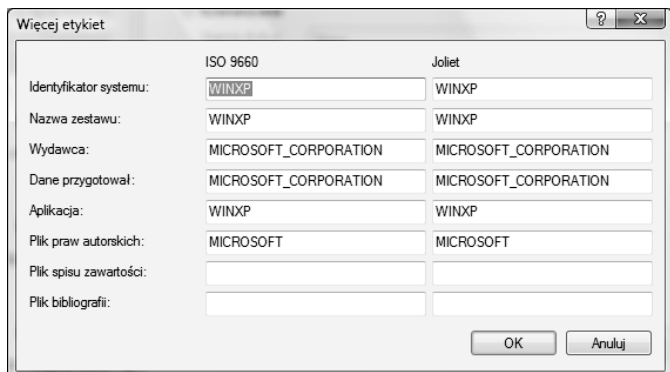 Więcej etykiet
ISO 9660 Joliet
Identyfikator systemu: WINXP WINXP
Nazwa zestawu: WINXP WINXP
Wydawca: MICROSOFT_CORPORATION MICROSOFT_CORPORATION
Dane przygotował: MICROSOFT_CORPORATION MICROSOFT_CORPORATION
Aplikacja: WINXP WINXP
Plik praw autorskich: MICROSOFT MICROSOFT
Plik spisu zawartości:
Plik bibliografii:
OK Anuluj